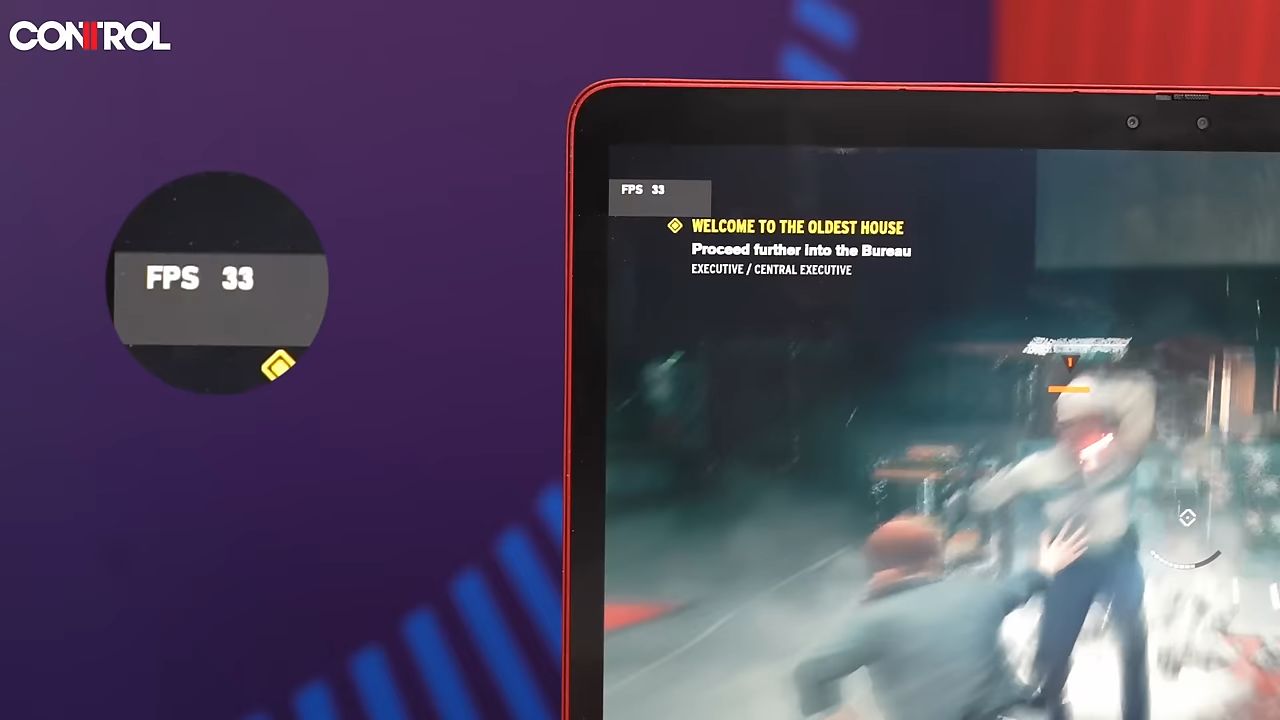 CONTROL
FPS 33
WELCOME TO THE OLDEST HOUSE
Proceed further into the Bureau
EXECUTIVE / CENTRAL EXECUTIVE
FPS 33